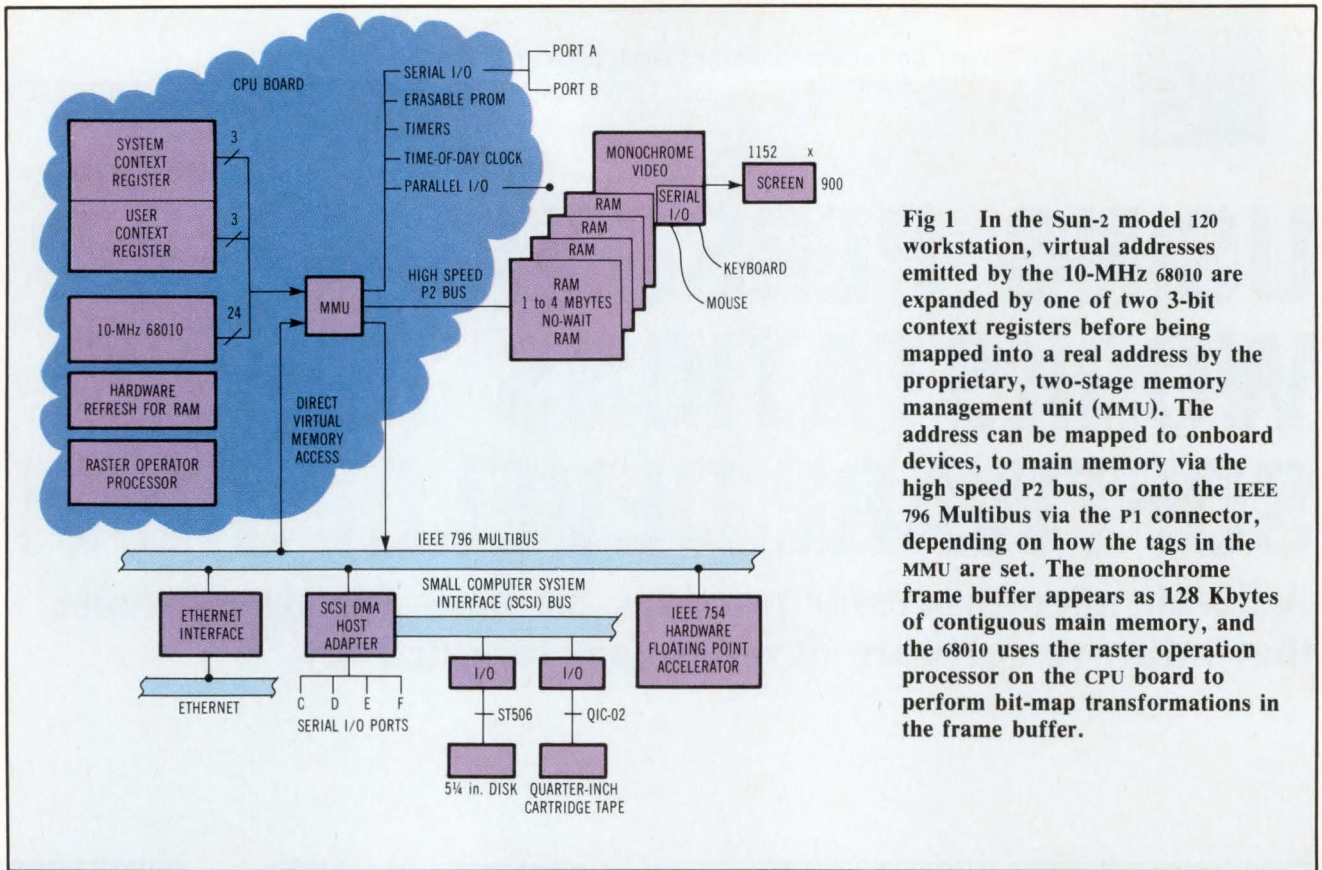 CPU BOARD
SYSTEM
CONTEXT
REGISTER
3
USER
CONTEXT
REGISTER
3
10-MHz 68010
24
HARDWARE
REFRESH FOR RAM
RASTER OPERATOR
PROCESSOR
MMU
SERIAL I/O
PORT A
PORT B
ERASABLE PROM
TIMERS
TIME-OF-DAY CLOCK
PARALLEL I/O
HIGH SPEED
P2 BUS
DIRECT
VIRTUAL
MEMORY
ACCESS
MONOCHROME
VIDEO
SERIAL
I/O
RAM
RAM
RAM
RAM
1 to 4 MBYTES
NO-WAIT
RAM
1152 x
SCREEN
900
KEYBOARD
MOUSE
IEEE 796 MULTIBUS
SMALL COMPUTER SYSTEM
INTERFACE (SCSI) BUS
ETHERNET
INTERFACE
ETHERNET
SCSI DMA
HOST
ADAPTER
C D E F
SERIAL I/O PORTS
I/O
ST506
5¼ in. DISK
I/O
QIC-02
QUARTER-INCH
CARTRIDGE TAPE
IEEE 754
HARDWARE
FLOATING POINT
ACCELERATOR
Fig 1 In the Sun-2 model 120
workstation, virtual addresses
emitted by the 10-MHz 68010 are
expanded by one of two 3-bit
context registers before being
mapped into a real address by the
proprietary, two-stage memory
management unit (MMU). The
address can be mapped to onboard
devices, to main memory via the
high speed P2 bus, or onto the IEEE
796 Multibus via the P1 connector,
depending on how the tags in the
MMU are set. The monochrome
frame buffer appears as 128 Kbytes
of contiguous main memory, and
the 68010 uses the raster operation
processor on the CPU board to
perform bit-map transformations in
the frame buffer.